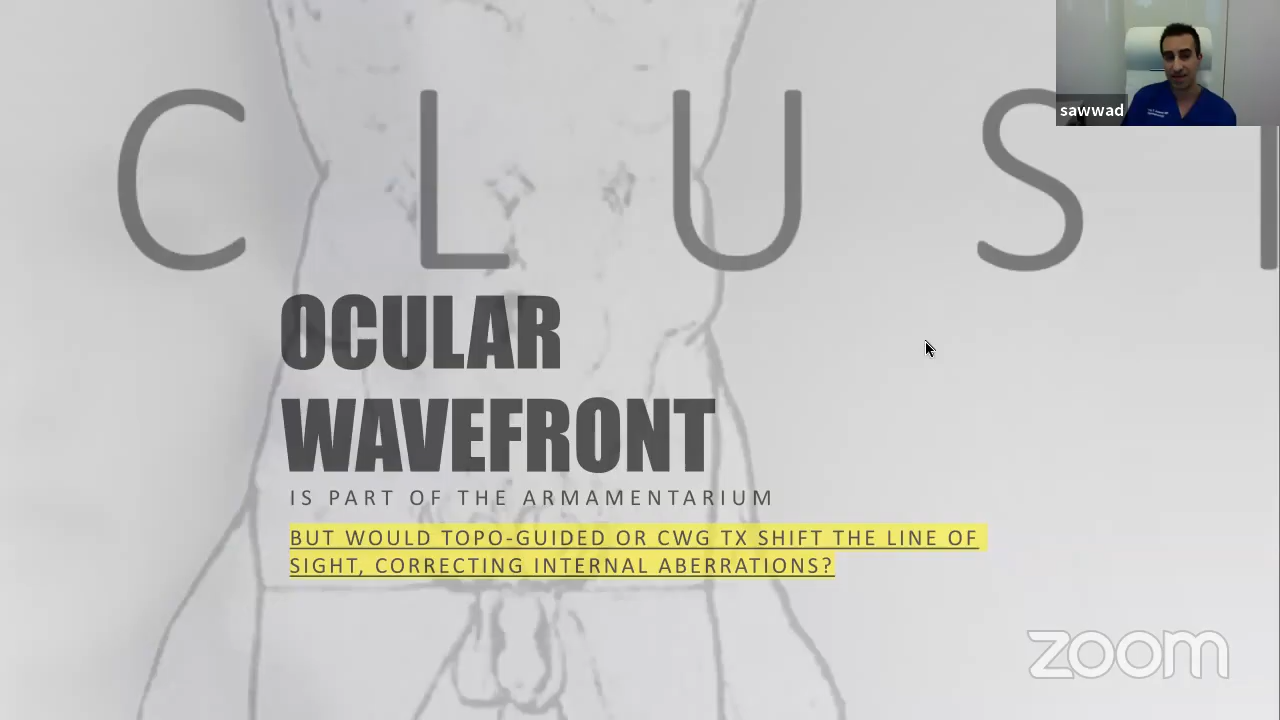 sawwad
C L U S
OCULAR
WAVEFRONT
IS PART OF THE ARMAMENTARIUM
BUT WOULD TOPO-GUIDED OR CWG TX SHIFT THE LINE OF
SIGHT, CORRECTING INTERNAL ABERRATIONS?
zoom